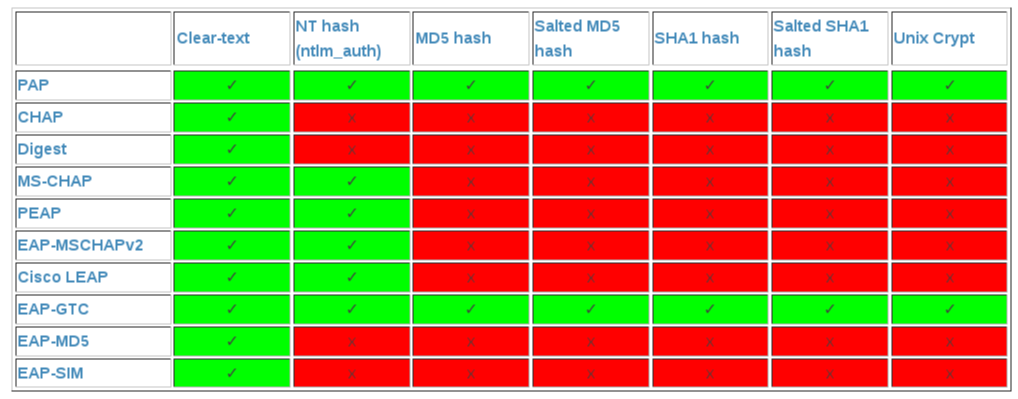 Clear-text NT hash (ntlm_auth) MD5 hash Salted MD5 hash SHA1 hash Salted SHA1 hash Unix Crypt
PAP ✓ ✓ ✓ ✓ ✓ ✓ ✓
CHAP ✓ x x x x x x
Digest ✓ x x x x x x
MS-CHAP ✓ ✓ x x x x x
PEAP ✓ ✓ x x x x x
EAP-MSCHAPv2 ✓ ✓ x x x x x
Cisco LEAP ✓ ✓ x x x x x
EAP-GTC ✓ ✓ ✓ ✓ ✓ ✓ ✓
EAP-MD5 ✓ x x x x x x
EAP-SIM ✓ x x x x x x